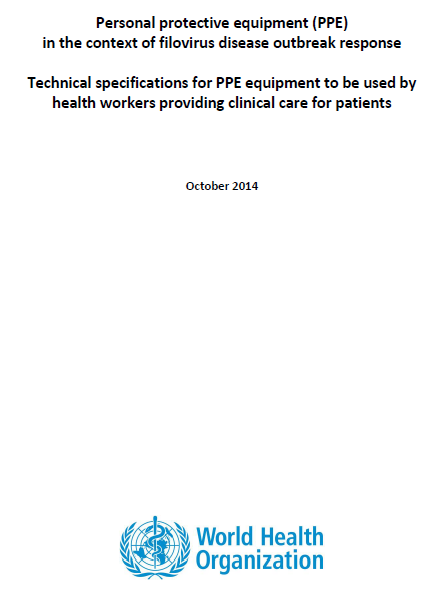 Personal protective equipment (PPE)
in the context of filovirus disease outbreak response
Technical specifications for PPE equipment to be used by
health workers providing clinical care for patients
October 2014
World Health
Organization